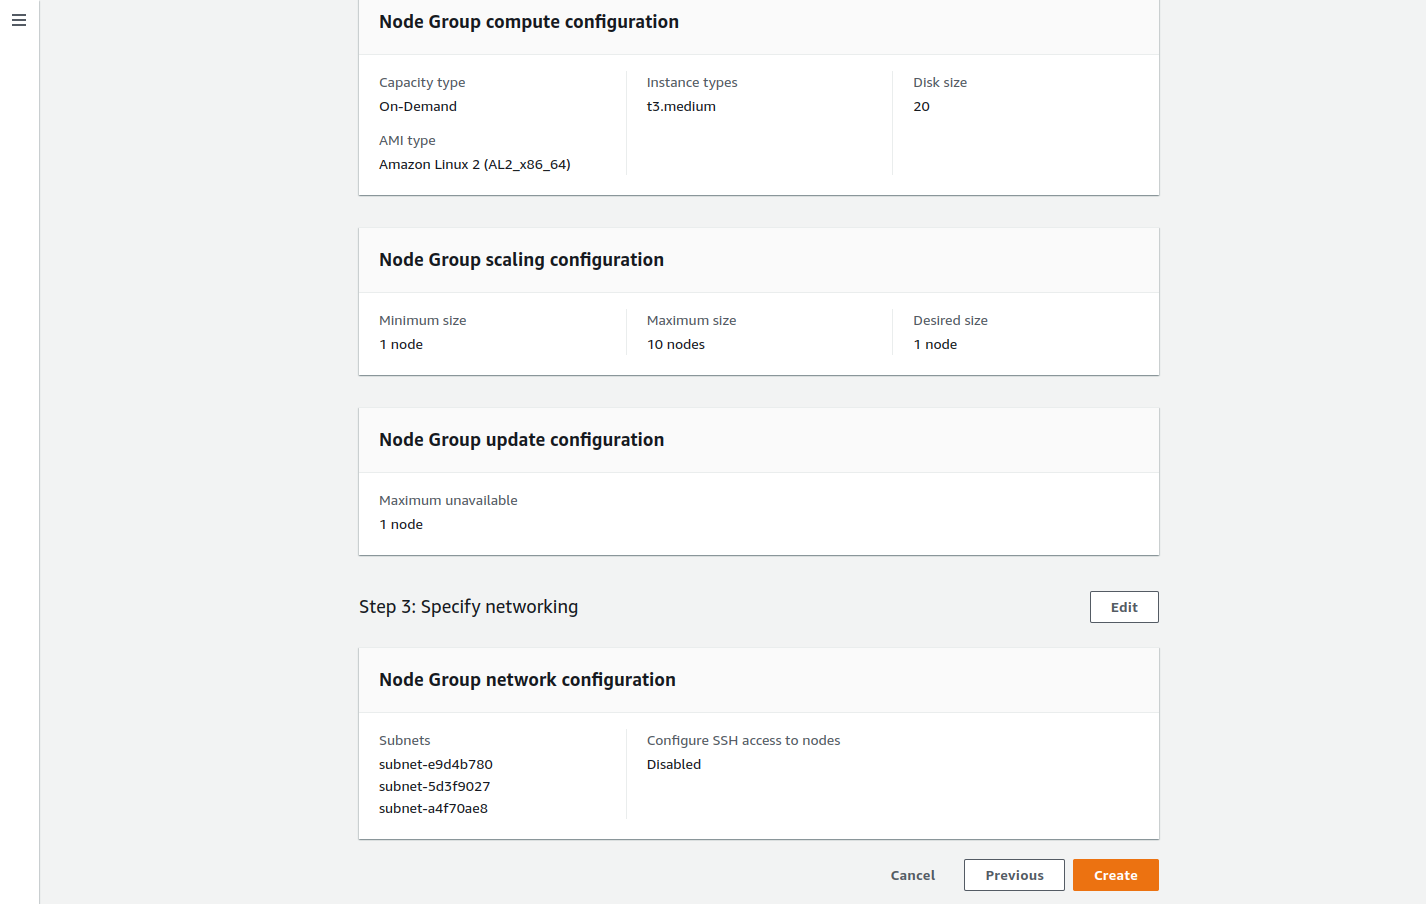 Node Group compute configuration
Capacity type
On-Demand
AMI type
Amazon Linux 2 (AL2_x86_64)
Instance types
t3.medium
Disk size
20
Node Group scaling configuration
Minimum size
1 node
Maximum size
10 nodes
Desired size
1 node
Node Group update configuration
Maximum unavailable
1 node
Step 3: Specify networking
Edit
Node Group network configuration
Subnets
subnet-e9d4b780
subnet-5d3f9027
subnet-a4f70ae8
Configure SSH access to nodes
Disabled
Cancel
Previous
Create